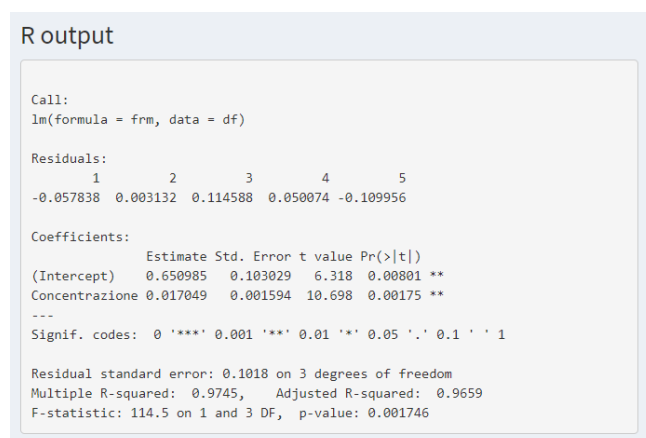 R output
Call:
lm(formula = frm, data = df)
Residuals:
1 2 3 4 5
-0.057838 0.003132 0.114588 0.050074 -0.109956
Coefficients:
Estimate Std. Error t value Pr(>|t|)
(Intercept) 0.650985 0.103029 6.318 0.00801 **
Concentrazione 0.017049 0.001594 10.698 0.00175 **
---
Signif. codes: 0 '***' 0.001 '**' 0.01 '*' 0.05 '.' 0.1 ' ' 1
Residual standard error: 0.1018 on 3 degrees of freedom
Multiple R-squared: 0.9745, Adjusted R-squared: 0.9659
F-statistic: 114.5 on 1 and 3 DF, p-value: 0.001746